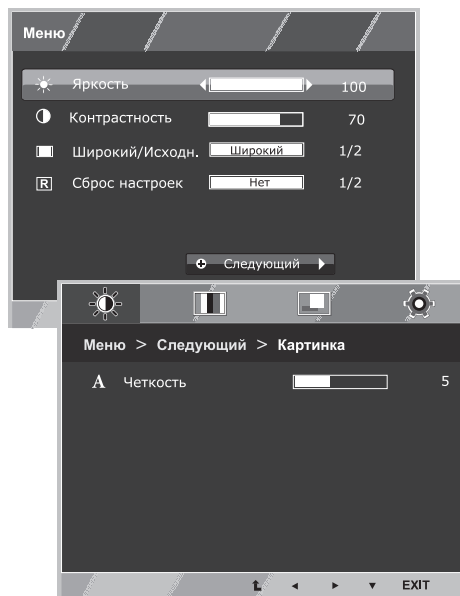 Меню
Яркость 100
Контрастность 70
Широкий/Исходн. Широкий 1/2
R Сброс настроек Нет 1/2
Следующий
Меню > Следующий > Картинка
A Четкость 5
EXIT